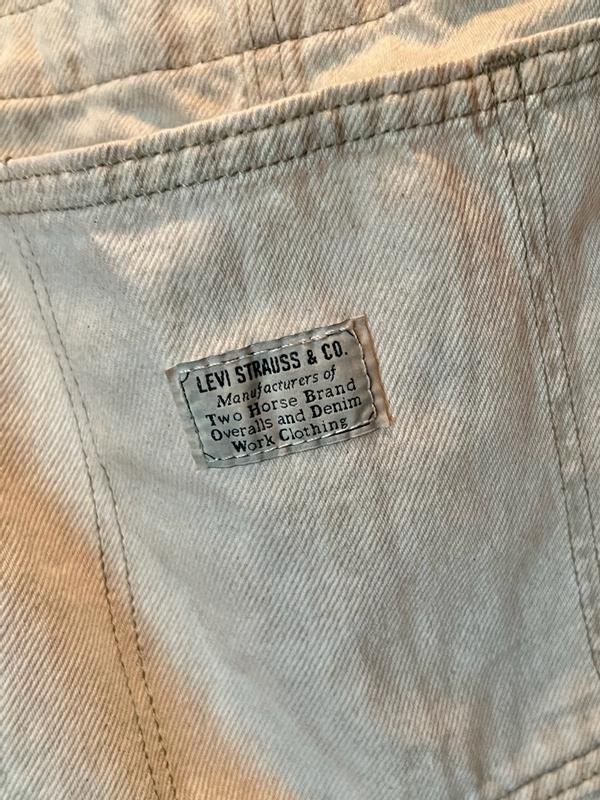 LEVI STRAUSS & CO.
Manufacturers of
Two Horse Brand
Overalls and Denim
Work Clothing